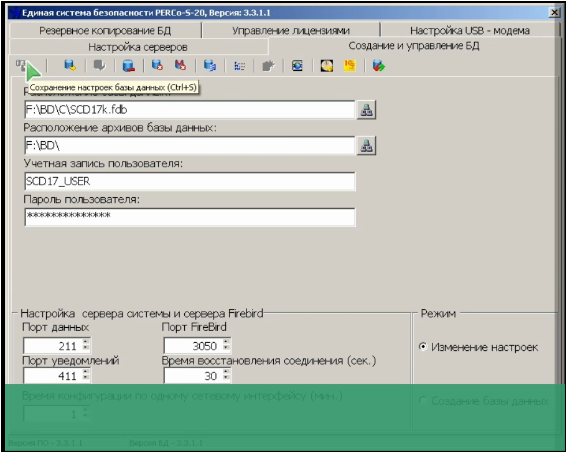 Единая система безопасности PERCo-S-20, Версия: 3.3.1.1
Резервное копирование БД
Управление лицензиями
Настройка USB - модема
Настройка серверов
Создание и управление БД
Сохранение настроек базы данных (Ctrl+S)
F:\BD\C\SCD17k.fdb
Расположение архивов базы данных:
F:\BD\
Учетная запись пользователя:
SCD17_USER
Пароль пользователя:
**************
Настройка сервера системы и сервера Firebird
Режим
Порт данных
Порт FireBird
211
3050
Изменение настроек
Порт уведомлений
Время восстановления соединения (сек.)
411
30
Время конфигурации по одному сетевому интерфейсу (мин.)
Создание базы данных
1
Версия ПО - 3.3.1.1
Версия БД - 3.3.1.1